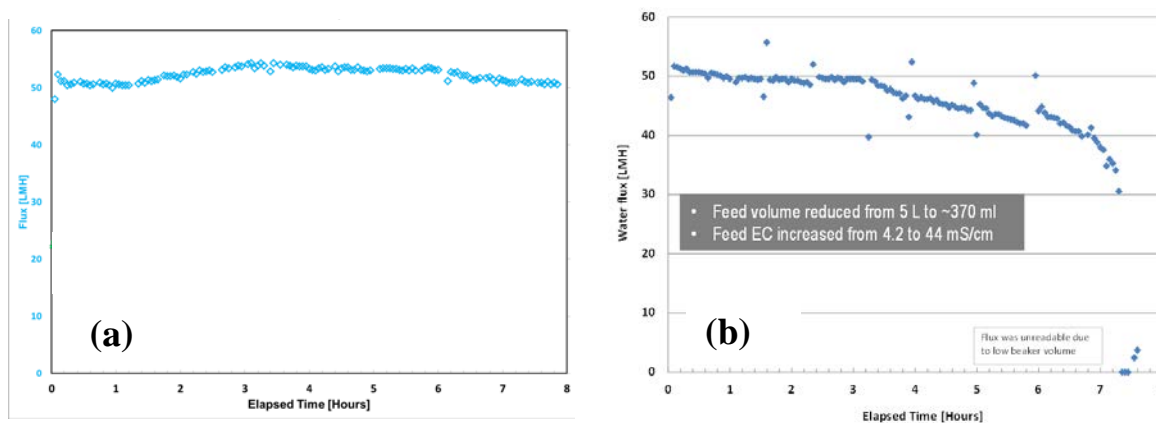 60
50
40
30
20
10
0
Flux [LMH]
(a)
0 1 2 3 4 5 6 7 8
Elapsed Time [Hours]
60
50
40
30
20
10
0
Water flux [LMH]
• Feed volume reduced from 5 L to ~370 ml
• Feed EC increased from 4.2 to 44 mS/cm
(b)
Flux was unreadable due
to low beaker volume
0 1 2 3 4 5 6 7
Elapsed Time [Hours]